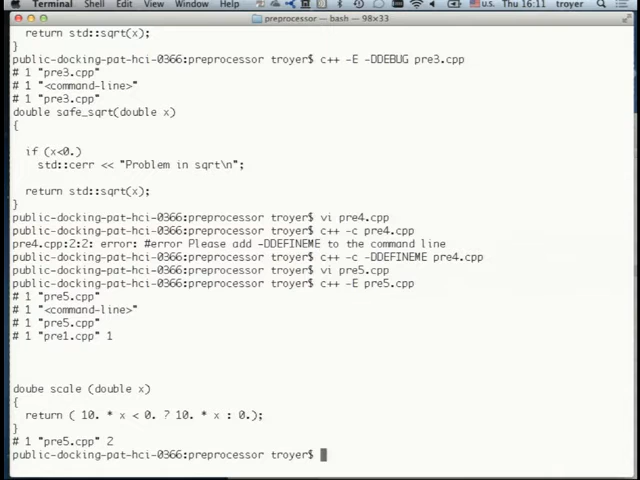 Terminal Shell Edit View Window Help U.S. Thu 16:11 troyer
preprocessor — bash — 98×33
return std::sqrt(x);
}
public-docking-pat-hci-0366:preprocessor troyer$ c++ -E -DDEBUG pre3.cpp
# 1 "pre3.cpp"
# 1 "<command-line>"
# 1 "pre3.cpp"
double safe_sqrt(double x)
{
if (x<0.)
std::cerr << "Problem in sqrt\n";
return std::sqrt(x);
}
public-docking-pat-hci-0366:preprocessor troyer$ vi pre4.cpp
public-docking-pat-hci-0366:preprocessor troyer$ c++ -c pre4.cpp
pre4.cpp:2:2: error: #error Please add -DDEFINEME to the command line
public-docking-pat-hci-0366:preprocessor troyer$ c++ -c -DDEFINEME pre4.cpp
public-docking-pat-hci-0366:preprocessor troyer$ vi pre5.cpp
public-docking-pat-hci-0366:preprocessor troyer$ c++ -E pre5.cpp
# 1 "pre5.cpp"
# 1 "<command-line>"
# 1 "pre5.cpp"
# 1 "pre1.cpp" 1
doube scale (double x)
{
return ( 10. * x < 0. ? 10. * x : 0.);
}
# 1 "pre5.cpp" 2
public-docking-pat-hci-0366:preprocessor troyer$